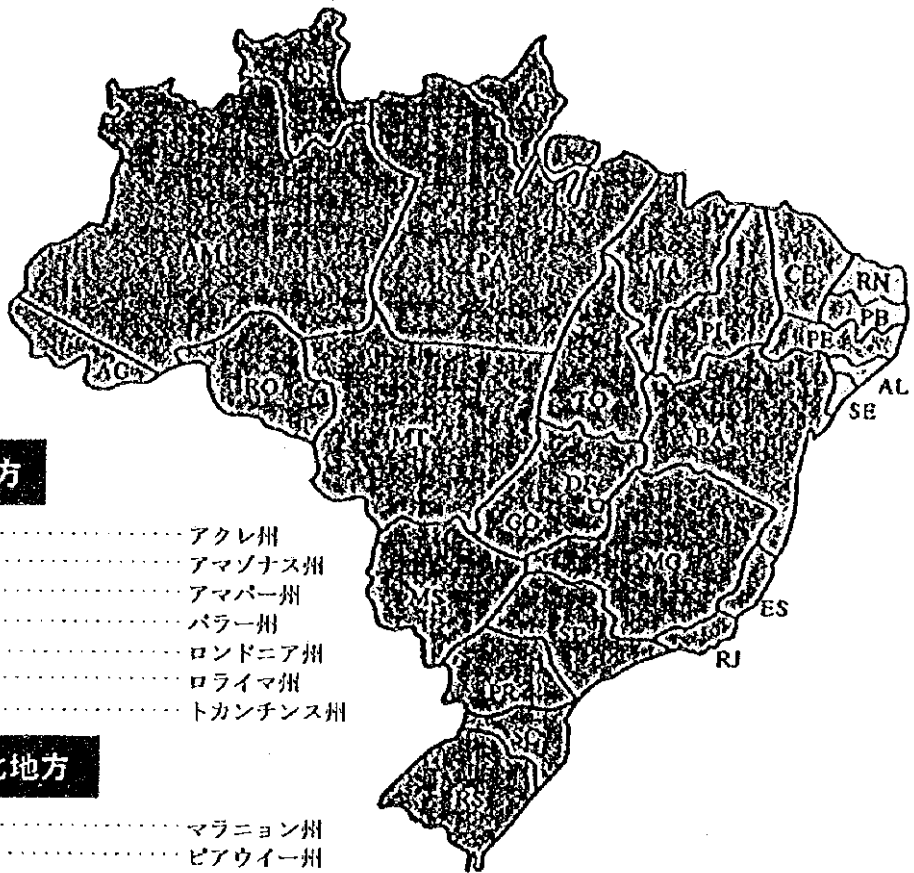 RR
AP
AM
PA
MA
CE
RN
PB
PI
PE
AL
SE
AC
RO
TO
BA
MT
DF
GO
MG
MS
ES
SP
RJ
PR
SC
RS
方
アクレ州
アマゾナス州
アマパー州
パラー州
ロンドニア州
ロライマ州
トカンチンス州
地方
マラニョン州
ピアウイー州